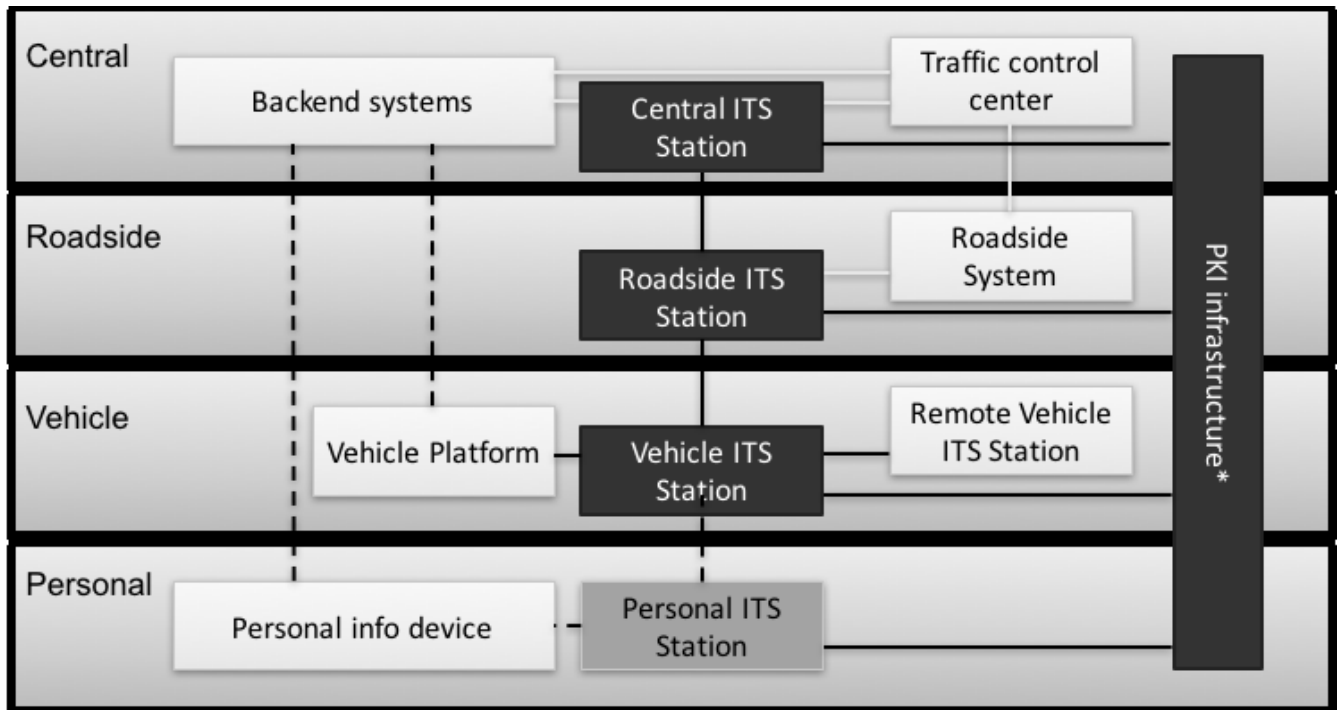 Central
Backend systems
Central ITS
Station
Traffic control
center
Roadside
Roadside ITS
Station
Roadside
System
PKI infrastructure*
Vehicle
Vehicle Platform
Vehicle ITS
Station
Remote Vehicle
ITS Station
Personal
Personal info device
Personal ITS
Station